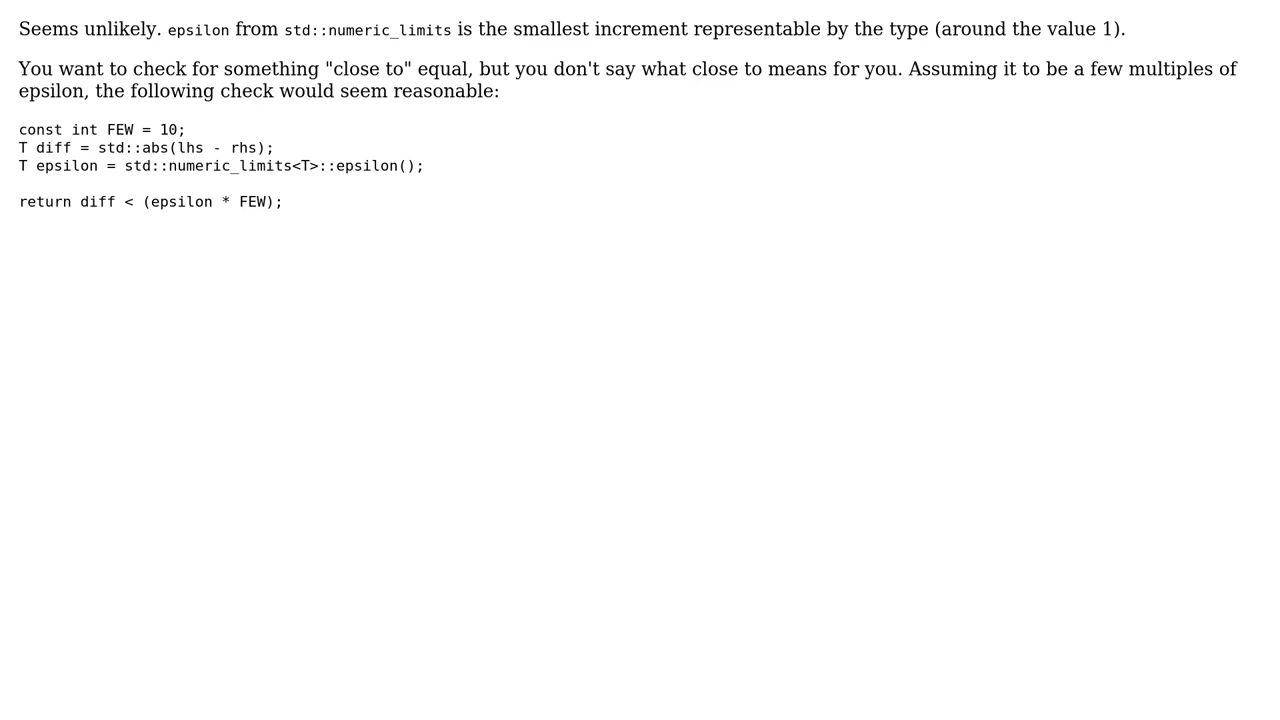 Seems unlikely. epsilon from std::numeric_limits is the smallest increment representable by the type (around the value 1).
You want to check for something "close to" equal, but you don't say what close to means for you. Assuming it to be a few multiples of
epsilon, the following check would seem reasonable:
const int FEW = 10;
T diff = std::abs(lhs - rhs);
T epsilon = std::numeric_limits<T>::epsilon();
return diff < (epsilon * FEW);